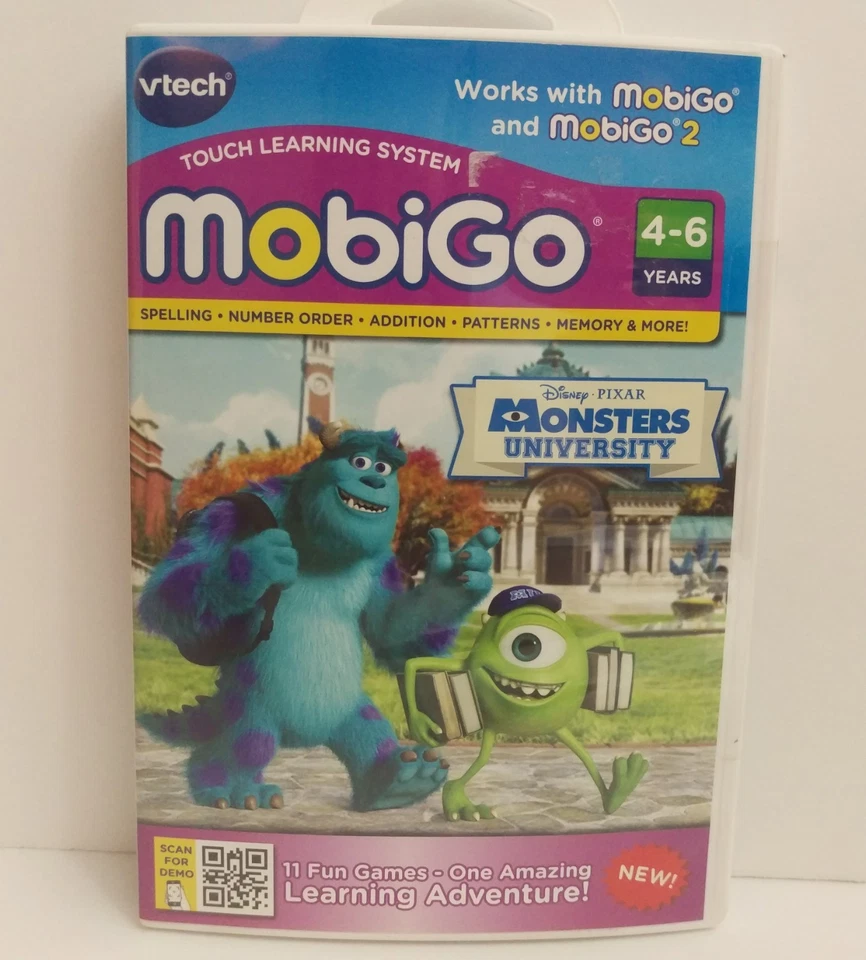 vtech®
Works with MobiGo®
and MobiGo® 2
TOUCH LEARNING SYSTEM
MobiGo®
4-6
YEARS
SPELLING • NUMBER ORDER • ADDITION • PATTERNS • MEMORY & MORE!
Disney • PIXAR
MONSTERS
UNIVERSITY
MU
SCAN
FOR
DEMO
11 Fun Games - One Amazing
Learning Adventure!
NEW!